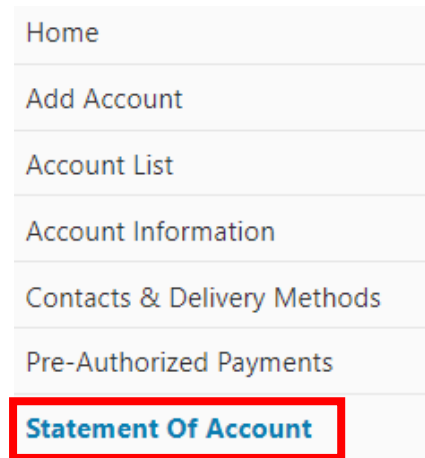 Home
Add Account
Account List
Account Information
Contacts & Delivery Methods
Pre-Authorized Payments
Statement Of Account